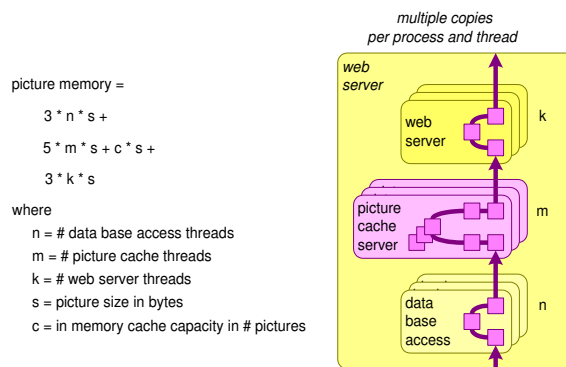 multiple copies
per process and thread
picture memory =
3 * n * s +
5 * m * s + c * s +
3 * k * s
where
n = # data base access threads
m = # picture cache threads
k = # web server threads
s = picture size in bytes
c = in memory cache capacity in # pictures
web
server
web
server
k
picture
cache
server
m
data
base
access
n